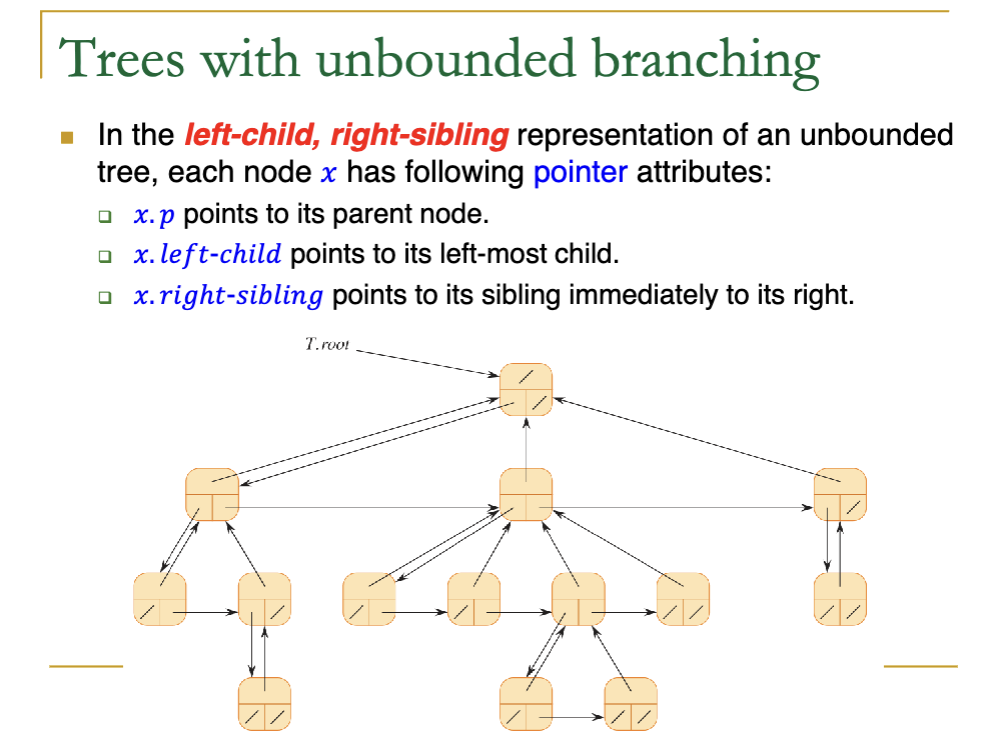 Trees with unbounded branching
In the left-child, right-sibling representation of an unbounded
tree, each node x has following pointer attributes:
x.p points to its parent node.
x.left-child points to its left-most child.
x.right-sibling points to its sibling immediately to its right.
T.root